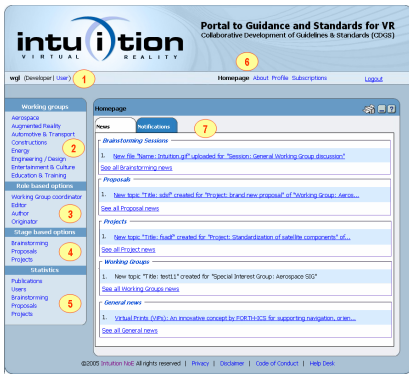 intuition
VIRTUAL REALITY
Portal to Guidance and Standards for VR
Collaborative Development of Guidelines & Standards (CDGS)
6
wgl (Developer | User) 1
Homepage About Profile Subscriptions
Logout
Working groups
Aerospace
Augmented Reality
Automotive & Transport
Constructions
Energy
Engineering / Design
Entertainment & Culture
Education & Training
2
Role based options
Working Group coordinator
Editor
Author
Originator
3
Stage based options
Brainstorming
Proposals
Projects
4
Statistics
Publications
Users
Brainstorming
Proposals
Projects
5
Homepage
?
News Notifications 7
Brainstorming Sessions
1. New file "Name: Intuition.gif" uploaded for "Session: General Working Group discussion"
See all Brainstorming news
Proposals
1. New topic "Title: sdsf" created for "Project: brand new proposal" of "Working Group: Aeros...
See all Proposal news
Projects
1. New topic "Title: fsadf" created for "Project: Standardization of satellite components" of...
See all Project news
Working Groups
1. New topic "Title: test11" created for "Special Interest Group: Aerospace SIG"
See all Working Groups news
General news
1. Virtual Prints (ViPs): An innovative concept by FORTH-ICS for supporting navigation, orien...
See all General news
©2005 Intuition NoE All rights reserved | Privacy | Disclaimer | Code of Conduct | Help Desk